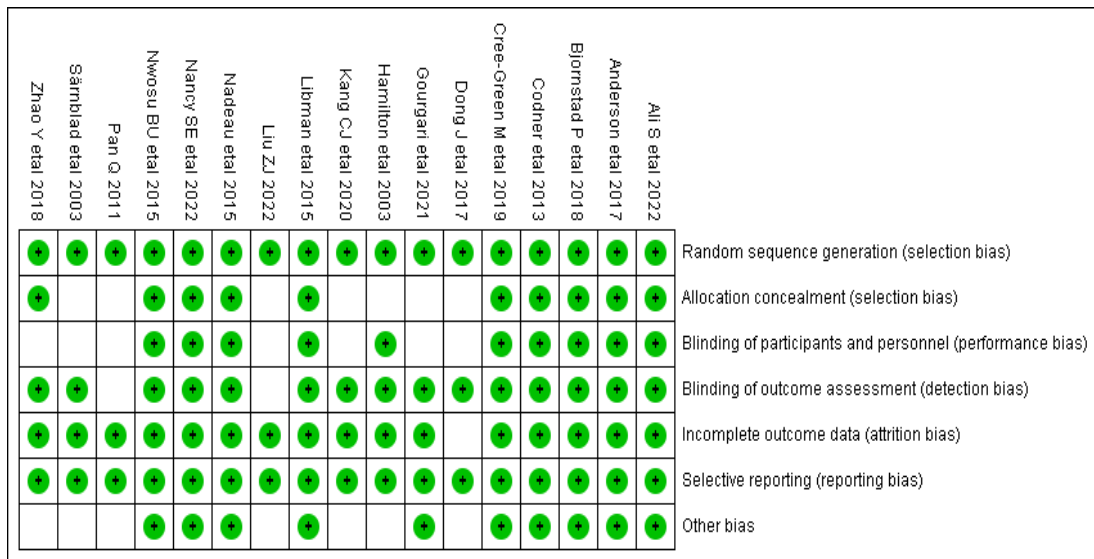 Zhao Y etal 2018
Sämblad etal 2003
Pan Q 2011
Nwosu BU etal 2015
Nancy SE etal 2022
Nadeau etal 2015
Liu ZJ 2022
Libman etal 2015
Kang CJ etal 2020
Hamilton etal 2003
Gourgari etal 2021
Dong J etal 2017
Cree-Green M etal 2019
Codner etal 2013
Bjornstad P etal 2018
Anderson etal 2017
Ali S etal 2022
+ + + + + + + + + + + + + + + + + Random sequence generation (selection bias)
+ + + + + + + + + + Allocation concealment (selection bias)
+ + + + + + + + + + Blinding of participants and personnel (performance bias)
+ + + + + + + + + + + + + + + Blinding of outcome assessment (detection bias)
+ + + + + + + + + + + + + + + + Incomplete outcome data (attrition bias)
+ + + + + + + + + + + + + + + + + Selective reporting (reporting bias)
+ + + + + + + + + + Other bias